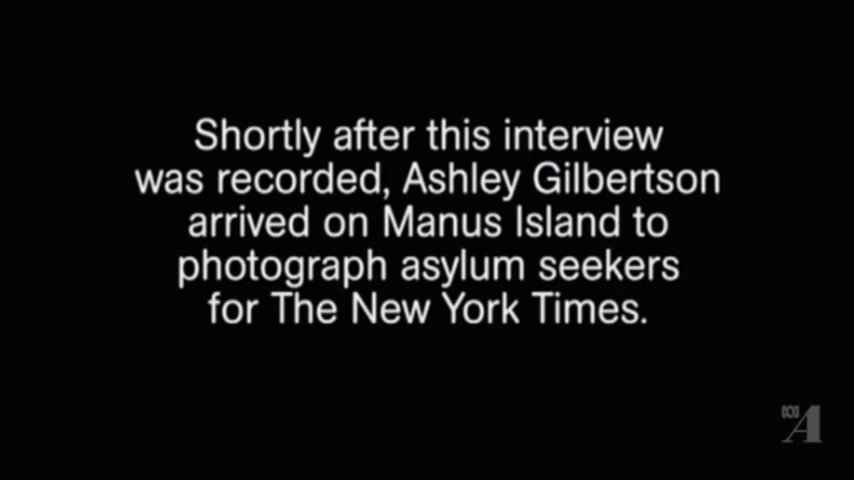 Shortly after this interview
was recorded, Ashley Gilbertson
arrived on Manus Island to
photograph asylum seekers
for The New York Times.
ABC A